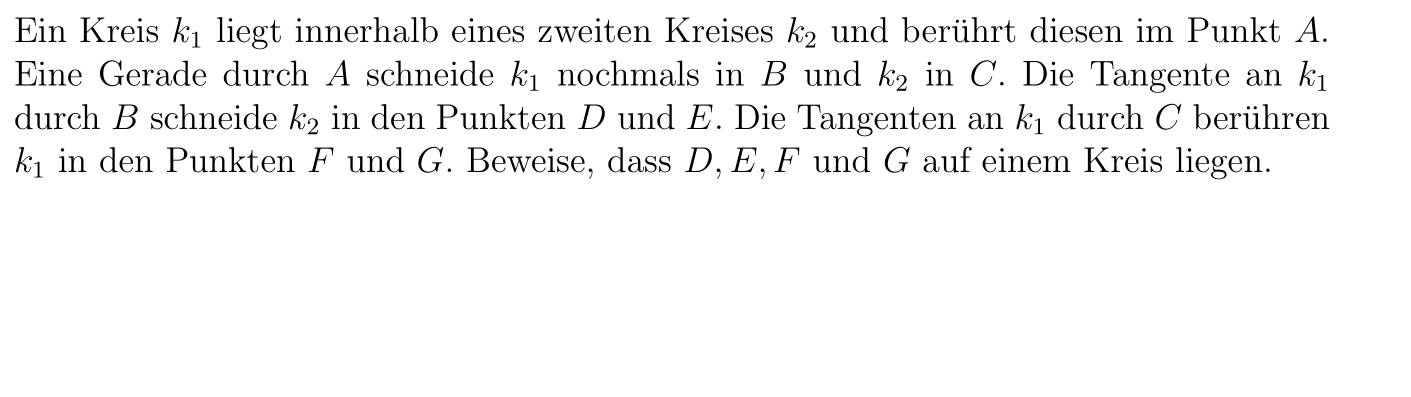 Ein Kreis $k_1$ liegt innerhalb eines zweiten Kreises $k_2$ und berührt diesen im Punkt $A$.
Eine Gerade durch $A$ schneide $k_1$ nochmals in $B$ und $k_2$ in $C$. Die Tangente an $k_1$
durch $B$ schneide $k_2$ in den Punkten $D$ und $E$. Die Tangenten an $k_1$ durch $C$ berühren
$k_1$ in den Punkten $F$ und $G$. Beweise, dass $D, E, F$ und $G$ auf einem Kreis liegen.